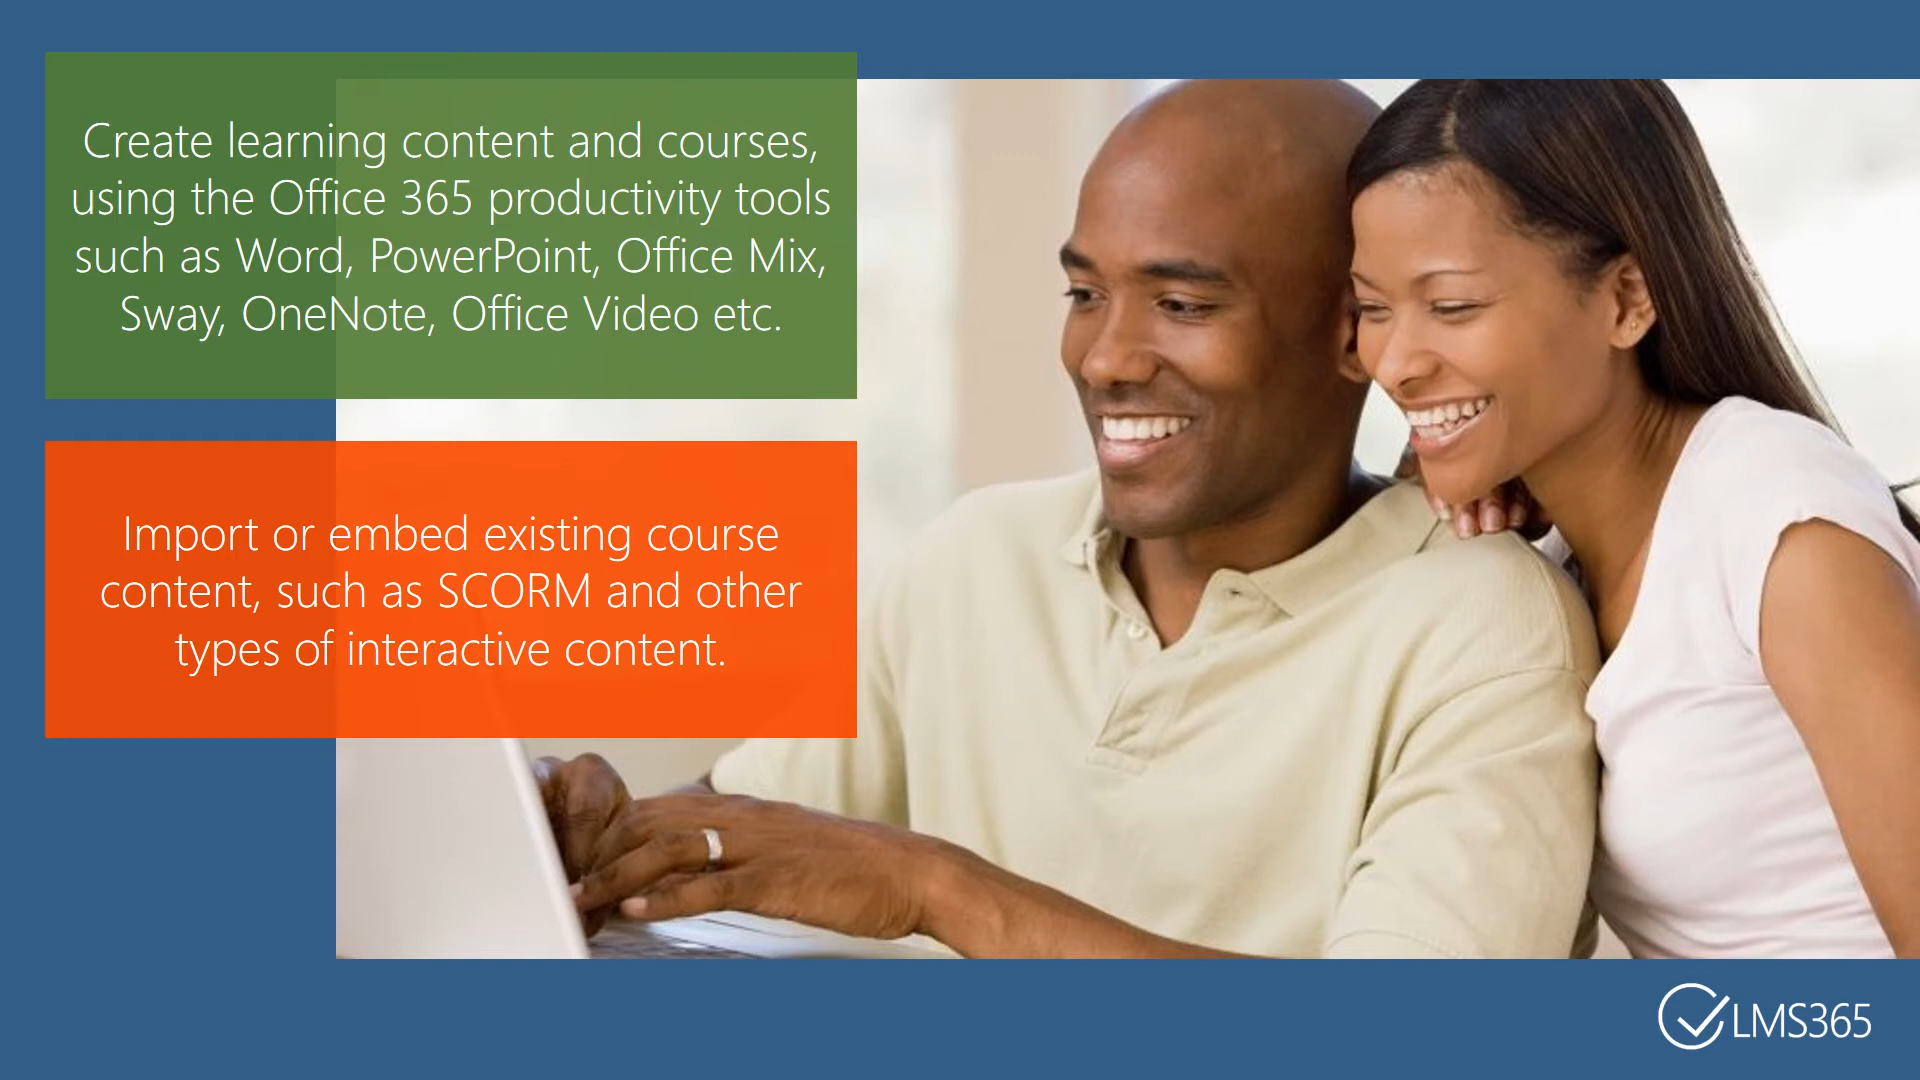 Create learning content and courses,
using the Office 365 productivity tools
such as Word, PowerPoint, Office Mix,
Sway, OneNote, Office Video etc.
Import or embed existing course
content, such as SCORM and other
types of interactive content.
LMS365